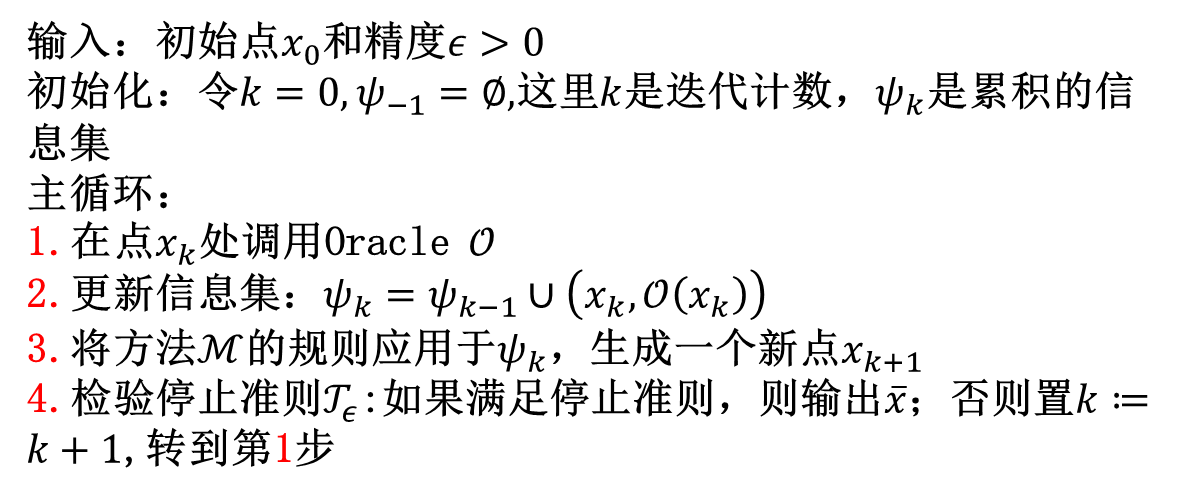 输入：初始点𝑥₀和精度𝜖 > 0
初始化：令𝑘 = 0, 𝜓₋₁ = ∅,这里𝑘是迭代计数，𝜓ₖ是累积的信
息集
主循环：
1. 在点𝑥ₖ处调用Oracle 𝒪
2. 更新信息集：𝜓ₖ = 𝜓ₖ₋₁ ∪ (𝑥ₖ, 𝒪(𝑥ₖ))
3. 将方法ℳ的规则应用于𝜓ₖ，生成一个新点𝑥ₖ₊₁
4. 检验停止准则𝒯_𝜖:如果满足停止准则，则输出x̄；否则置𝑘 ≔
𝑘 + 1, 转到第1步